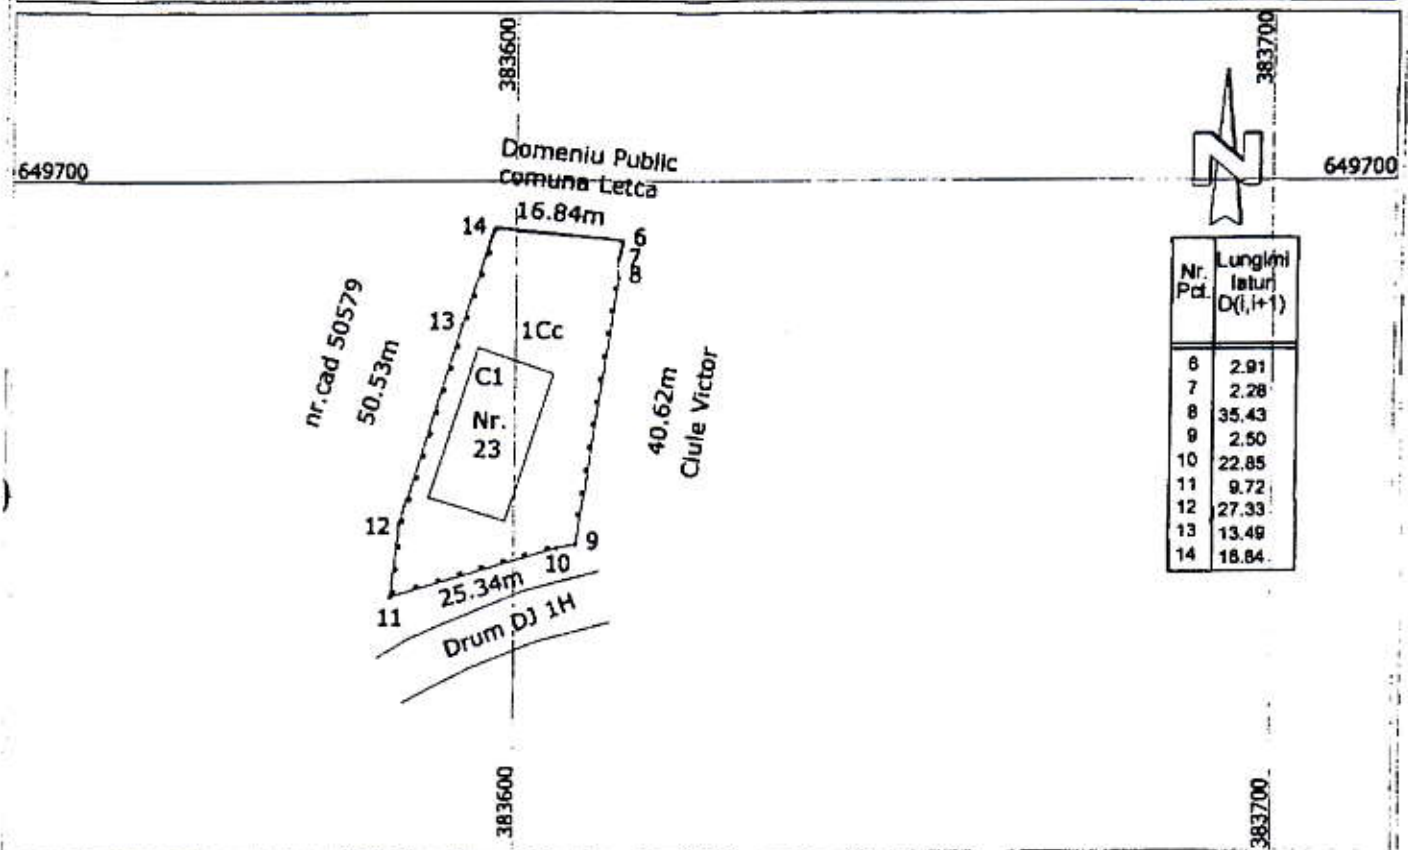 383600
383700
Domeniu Public
649700
comuna Letca
649700
N
16.84m
14
6
7
8
13
1Cc
nr.cad 50579
50.53m
C1
Nr.
23
40.62m
Ciule Victor
12
9
10
25.34m
11
Drum DJ 1H
Nr. Pct.
Lungimi
latur
D(i,i+1)
6 2.91
7 2.28
8 35.43
9 2.50
10 22.85
11 9.72
12 27.33
13 13.49
14 16.84
383600
383700